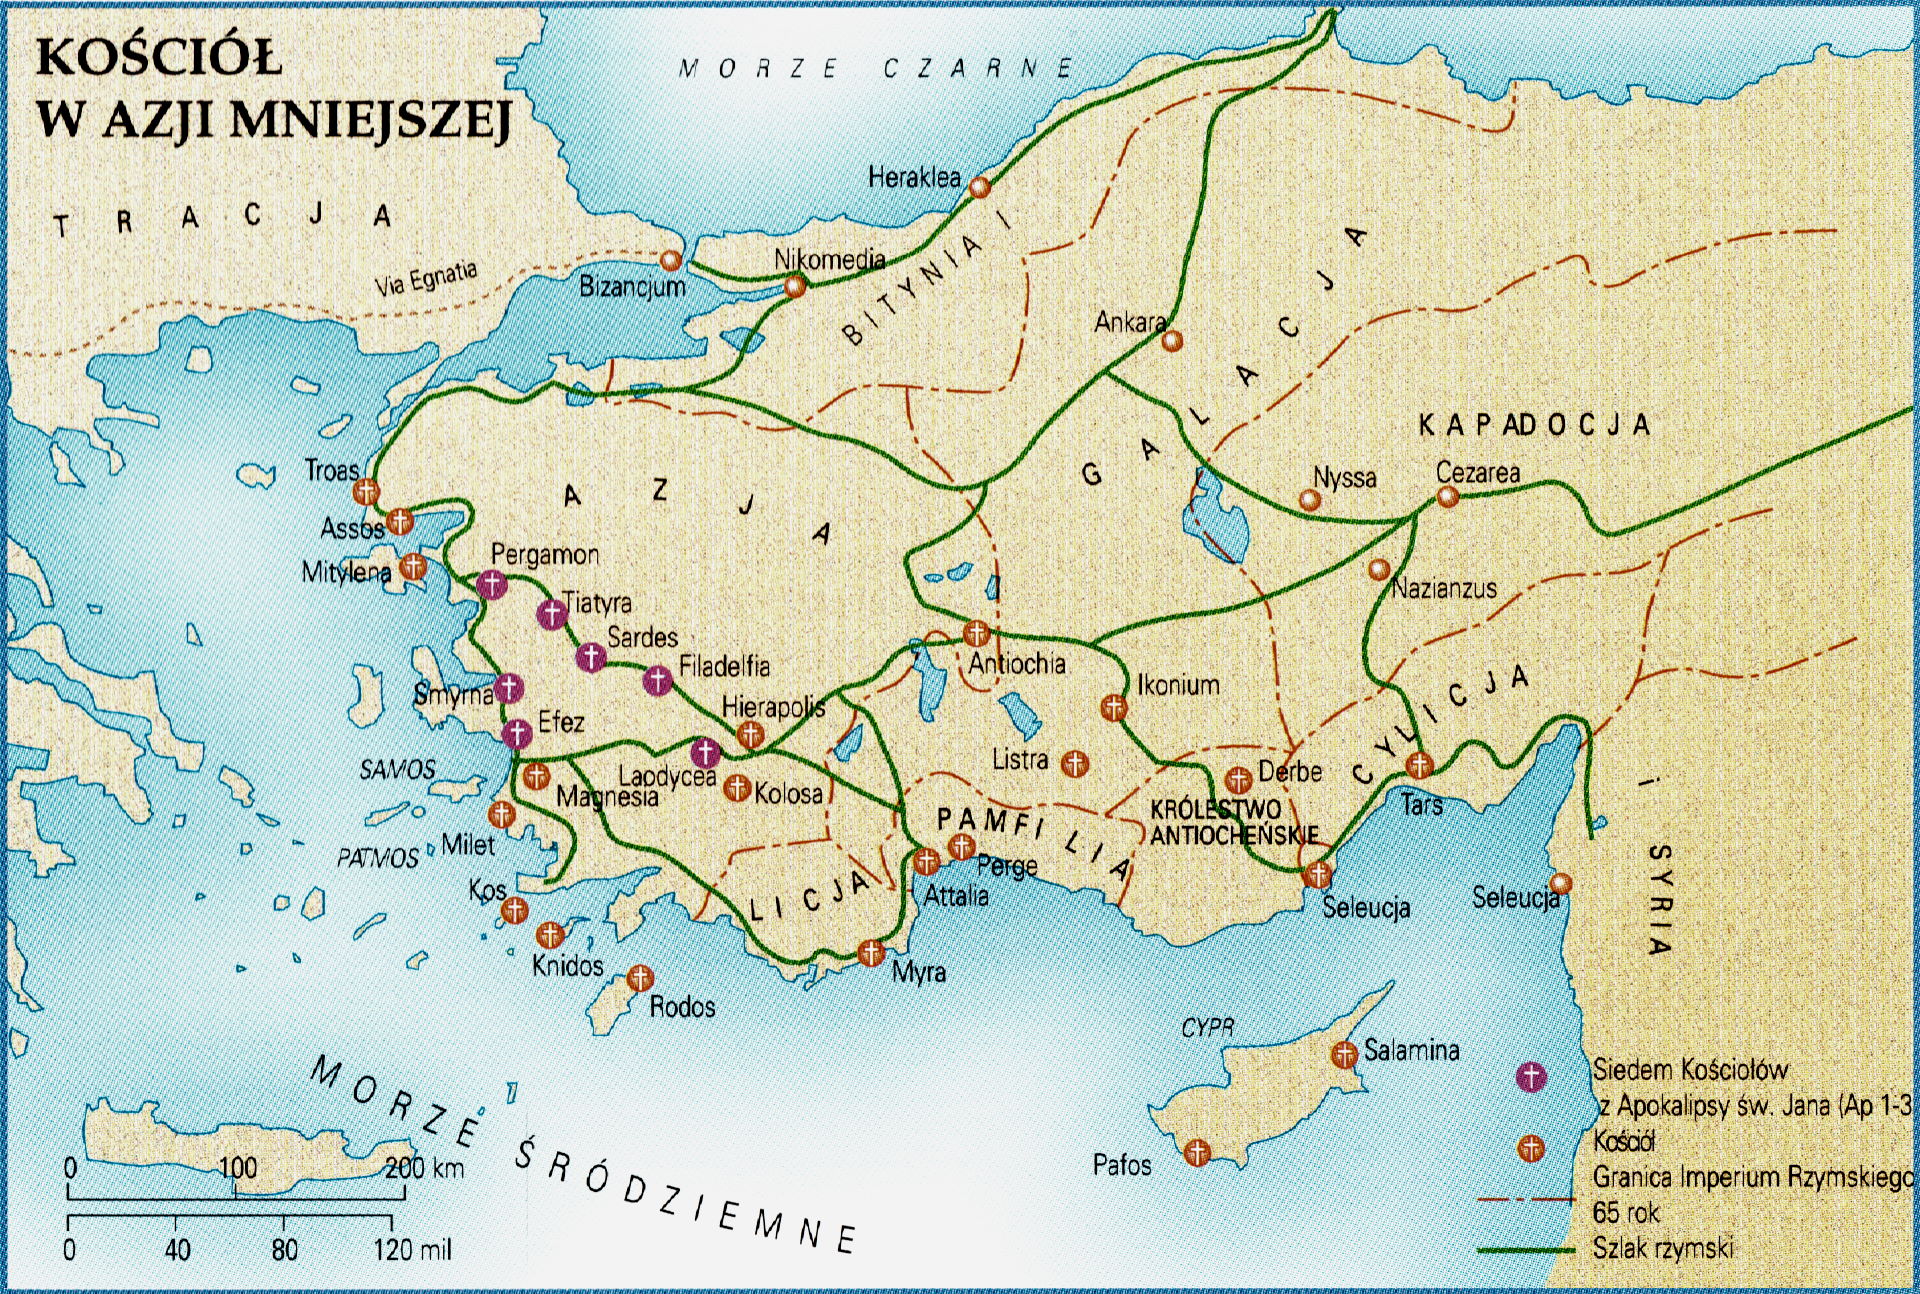 KOŚCIÓŁ
W AZJI MNIEJSZEJ
MORZE CZARNE
TRACJA
Via Egnatia
Heraklea
Nikomedia
Bizancjum
BITYNIA I
Ankara
GALACJA
KAPADOCJA
Nyssa
Cezarea
Nazianzus
AZJA
Troas
Assos
Mitylena
Pergamon
Tiatyra
Sardes
Filadelfia
Smyrna
Efez
Hierapolis
Antiochia
Ikonium
Laodycea
Kolosa
Magnesia
Listra
Derbe
CYLICJA
i SYRIA
SAMOS
PATMOS
Milet
Kos
Knidos
Rodos
LICJA
PAMFILIA
Perge
Attalia
Myra
KRÓLESTWO
ANTIOCHEŃSKIE
Tars
Seleucja
Seleucja
CYPR
Salamina
Pafos
MORZE ŚRÓDZIEMNE
0 100 200 km
0 40 80 120 mil
Siedem Kościołów
z Apokalipsy św. Jana (Ap 1-3
Kościół
Granica Imperium Rzymskiego
65 rok
Szlak rzymski